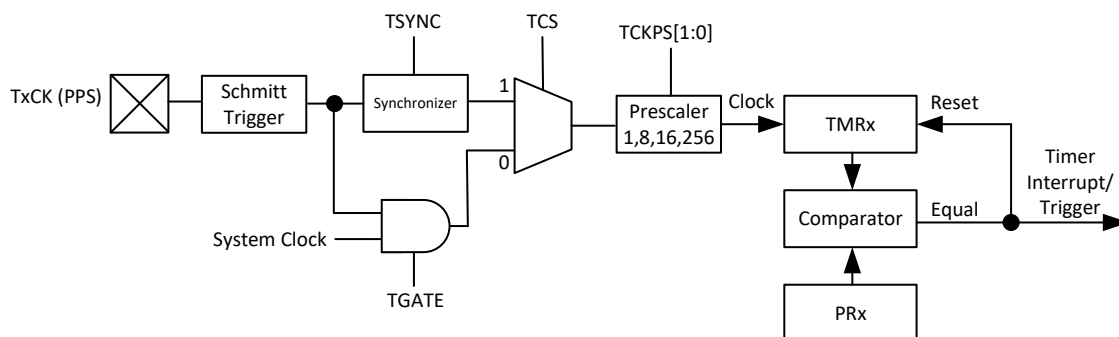 TSYNC
TCS
TCKPS[1:0]
TxCK (PPS)
Schmitt
Trigger
Synchronizer
1
0
Prescaler
1,8,16,256
Clock
TMRx
Reset
Timer
Interrupt/
Trigger
Comparator
Equal
System Clock
TGATE
PRx